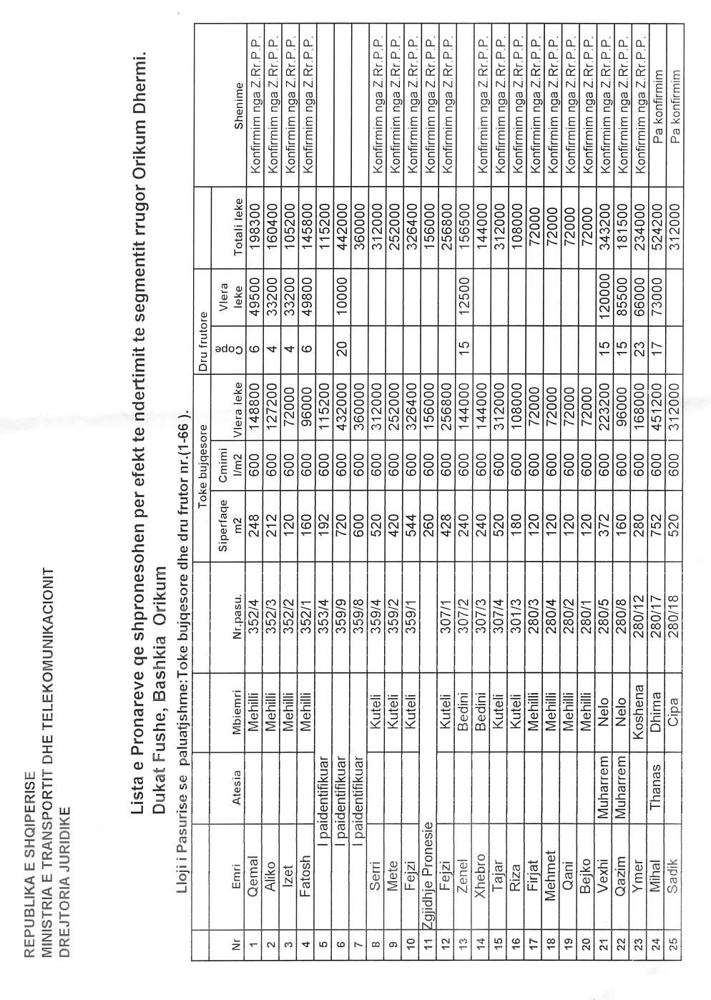 REPUBLIKA E SHQIPERISE
MINISTRIA E TRANSPORTIT DHE TELEKOMUNIKACIONIT
DREJTORIA JURIDIKE
Lista e Pronareve qe shpronesohen per efekt te ndertimit te segmentit rrugor Orikum Dhermi.
Dukat Fushe, Bashkia Orikum
Lloji i Pasurise se paluatjshme:Toke bujqesore dhe dru frutor nr.(1-66 ).
Toke bujqesore Dru frutore
Nr Emri Atesia Mbiemri Nr.pasu. Siperfaqe m2 Cmimi l/m2 Vlera leke Copë Vlera leke Totali leke Shenime
1 Qemal Mehilli 352/4 248 600 148800 6 49500 198300 Konfirmim nga Z.Rr.P.P.
2 Aliko Mehilli 352/3 212 600 127200 4 33200 160400 Konfirmim nga Z.Rr.P.P.
3 Izet Mehilli 352/2 120 600 72000 4 33200 105200 Konfirmim nga Z.Rr.P.P.
4 Fatosh Mehilli 352/1 160 600 96000 6 49800 145800 Konfirmim nga Z.Rr.P.P.
5 I paidentifikuar 353/4 192 600 115200 115200
6 I paidentifikuar 359/9 720 600 432000 20 10000 442000
7 I paidentifikuar 359/8 600 600 360000 360000
8 Serri Kuteli 359/4 520 600 312000 312000 Konfirmim nga Z.Rr.P.P.
9 Mete Kuteli 359/2 420 600 252000 252000 Konfirmim nga Z.Rr.P.P.
10 Fejzi Kuteli 359/1 544 600 326400 326400 Konfirmim nga Z.Rr.P.P.
11 Zgjidhje Pronesie 260 600 156000 156000 Konfirmim nga Z.Rr.P.P.
12 Fejzi Kuteli 307/1 428 600 256800 256800 Konfirmim nga Z.Rr.P.P.
13 Zenel Bedini 307/2 240 600 144000 15 12500 156500
14 Xhebro Bedini 307/3 240 600 144000 144000 Konfirmim nga Z.Rr.P.P.
15 Tajar Kuteli 307/4 520 600 312000 312000 Konfirmim nga Z.Rr.P.P.
16 Riza Kuteli 301/3 180 600 108000 108000 Konfirmim nga Z.Rr.P.P.
17 Firjat Mehilli 280/3 120 600 72000 72000 Konfirmim nga Z.Rr.P.P.
18 Mehmet Mehilli 280/4 120 600 72000 72000 Konfirmim nga Z.Rr.P.P.
19 Qani Mehilli 280/2 120 600 72000 72000 Konfirmim nga Z.Rr.P.P.
20 Bejko Mehilli 280/1 120 600 72000 72000 Konfirmim nga Z.Rr.P.P.
21 Vexhi Muharrem Nelo 280/5 372 600 223200 15 120000 343200 Konfirmim nga Z.Rr.P.P.
22 Qazim Muharrem Nelo 280/8 160 600 96000 15 85500 181500 Konfirmim nga Z.Rr.P.P.
23 Ymer Koshena 280/12 280 600 168000 23 66000 234000 Konfirmim nga Z.Rr.P.P.
24 Mihal Thanas Dhima 280/17 752 600 451200 17 73000 524200 Pa konfirmim
25 Sadik Cipa 280/18 520 600 312000 312000 Pa konfirmim